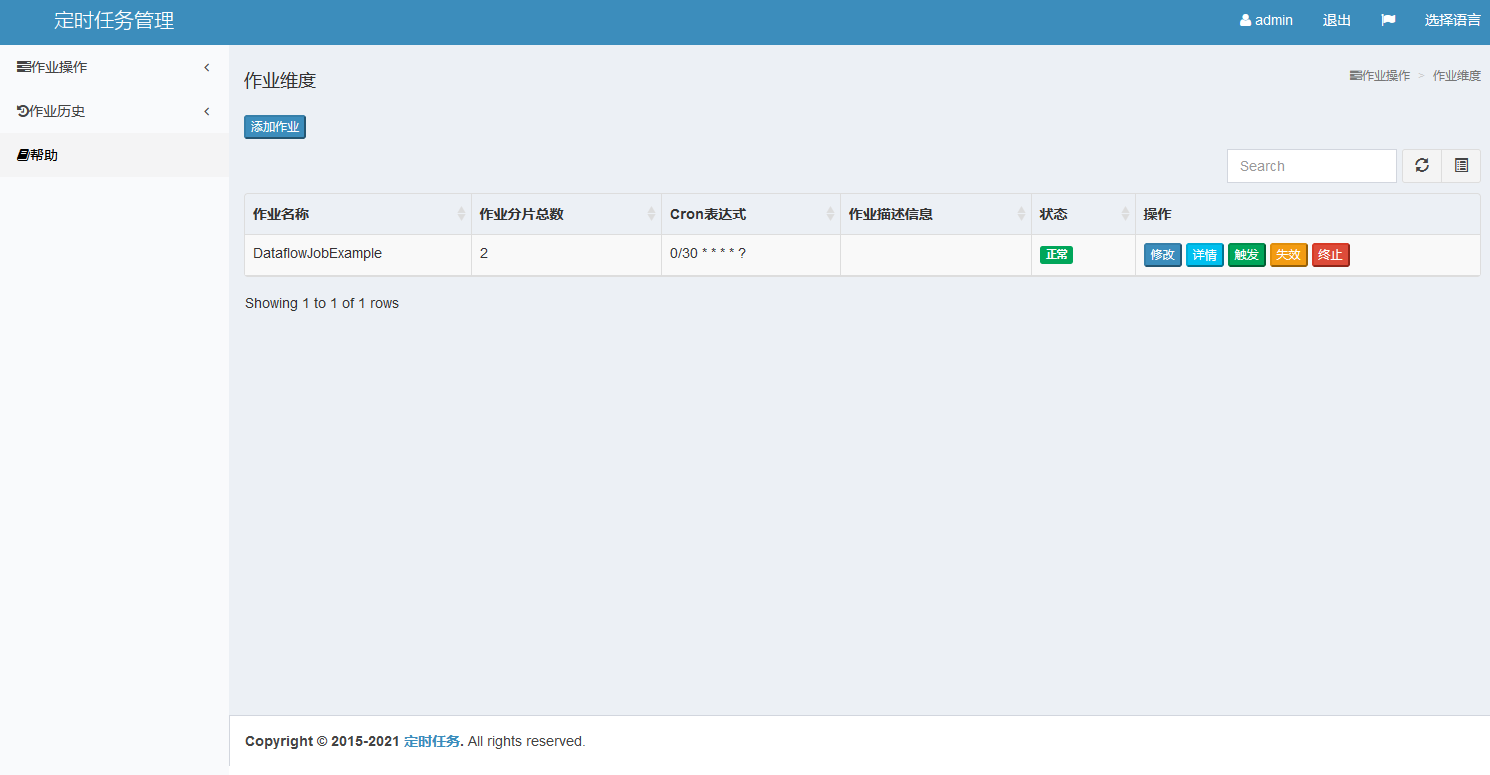 定时任务管理
admin 退出 选择语言
作业操作
作业历史
帮助
作业维度
作业操作 > 作业维度
添加作业
Search
作业名称 作业分片总数 Cron表达式 作业描述信息 状态 操作
DataflowJobExample 2 0/30 * * * * ? 正常 修改 详情 触发 失效 终止
Showing 1 to 1 of 1 rows
Copyright © 2015-2021 定时任务. All rights reserved.